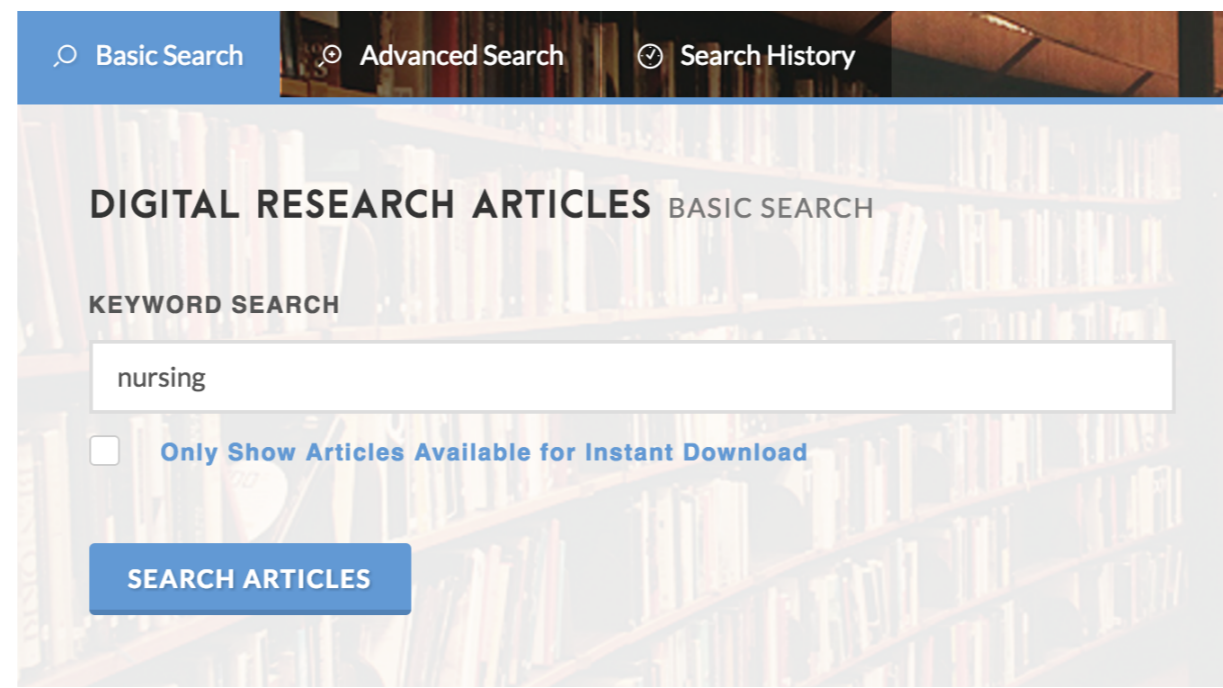 Basic Search Advanced Search Search History
DIGITAL RESEARCH ARTICLES BASIC SEARCH
KEYWORD SEARCH
nursing
Only Show Articles Available for Instant Download
SEARCH ARTICLES